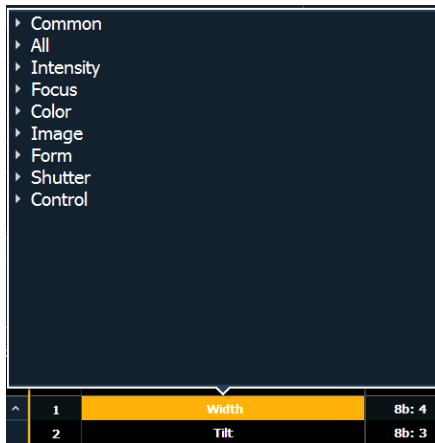 Common
All
Intensity
Focus
Color
Image
Form
Shutter
Control
1 Width 8b: 4
2 Tilt 8b: 3